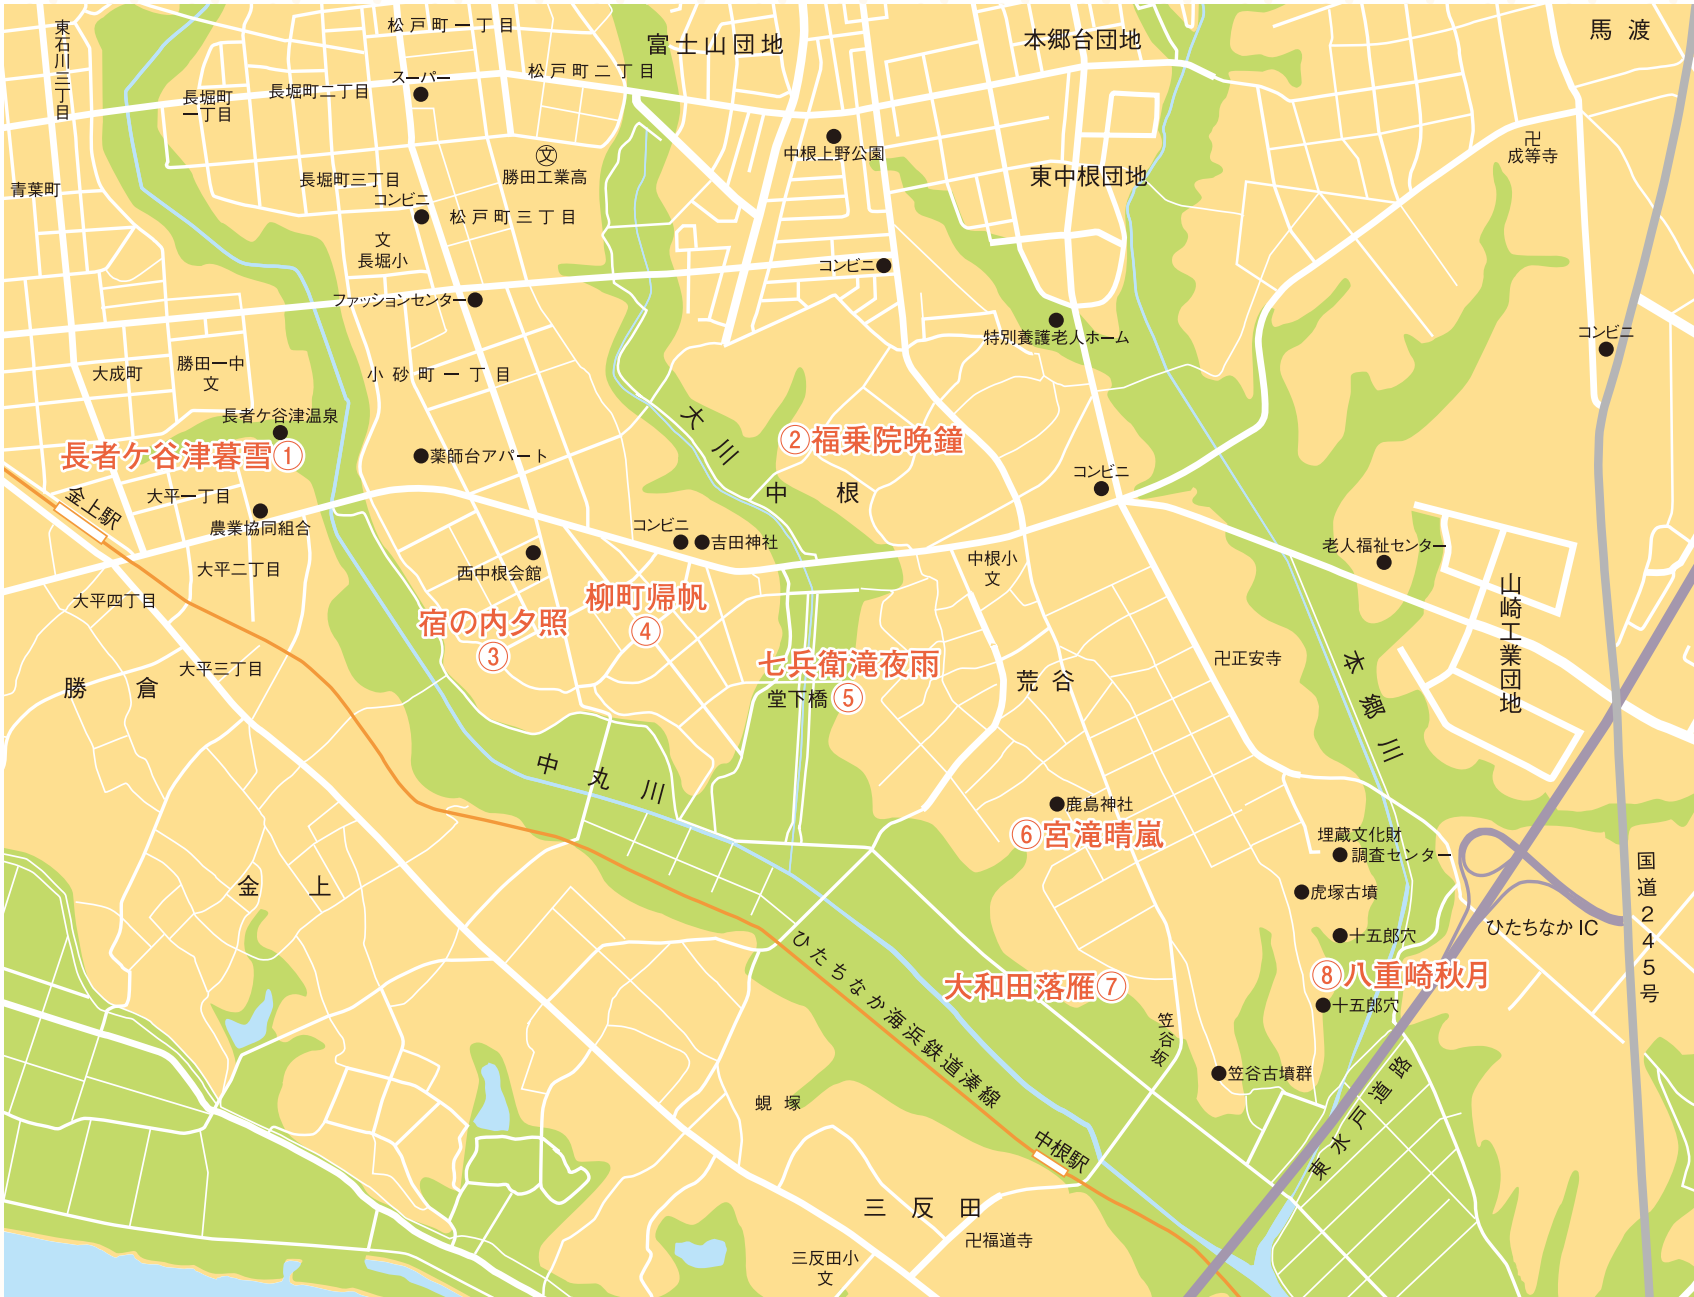 東石川三丁目
松戸町一丁目
富士山団地
本郷台団地
馬渡
スーパー
松戸町二丁目
長堀町
一丁目
長堀町二丁目
中根上野公園
卍
成等寺
文
勝田工業高
東中根団地
青葉町
長堀町三丁目
コンビニ
松戸町三丁目
文
長堀小
コンビニ
ファッションセンター
特別養護老人ホーム
コンビニ
大成町
勝田一中
文
小砂町一丁目
長者ケ谷津温泉
長者ケ谷津暮雪①
大川
②福乗院晩鐘
薬師台アパート
コンビニ
金上駅
大平一丁目
中根
農業協同組合
コンビニ
吉田神社
老人福祉センター
大平二丁目
西中根会館
中根小
文
大平四丁目
柳町帰帆
④
宿の内夕照
③
山崎工業団地
大平三丁目
七兵衛滝夜雨
堂下橋⑤
卍正安寺
本郷川
勝倉
荒谷
中丸川
鹿島神社
⑥宮滝晴嵐
埋蔵文化財
調査センター
金上
虎塚古墳
国道245号
ひたちなかIC
十五郎穴
ひたちなか海浜鉄道湊線
大和田落雁⑦
⑧八重崎秋月
十五郎穴
笠谷坂
笠谷古墳群
蜆塚
東水戸道路
中根駅
三反田
卍福道寺
三反田小
文